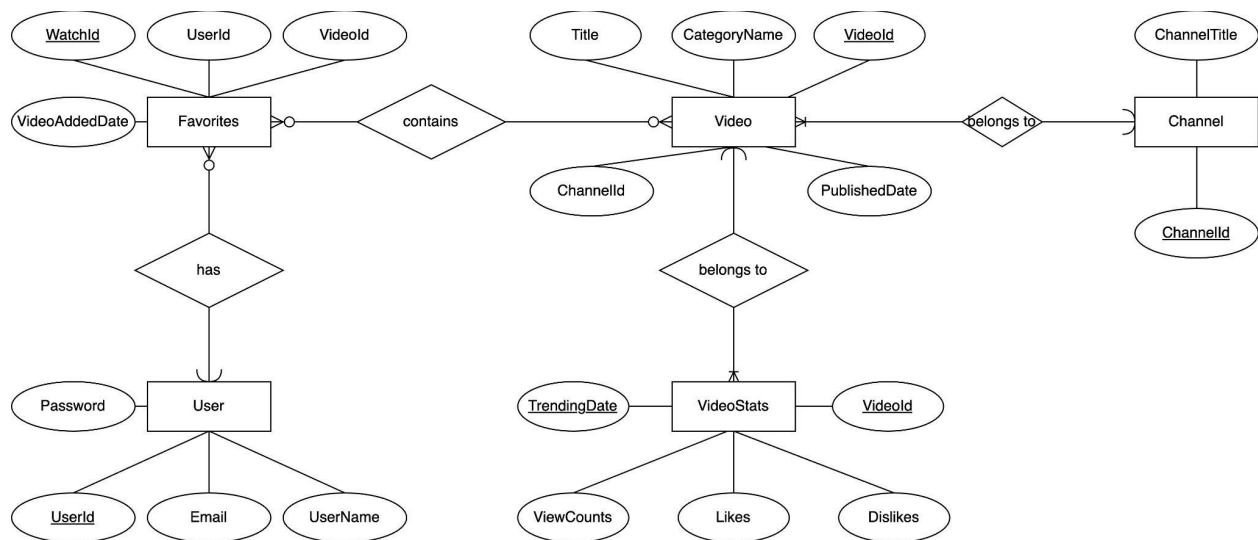 WatchId
UserId
VideoId
Title
CategoryName
VideoId
ChannelTitle
VideoAddedDate
Favorites
contains
Video
belongs to
Channel
ChannelId
PublishedDate
ChannelId
has
belongs to
Password
User
TrendingDate
VideoStats
VideoId
UserId
Email
UserName
ViewCounts
Likes
Dislikes